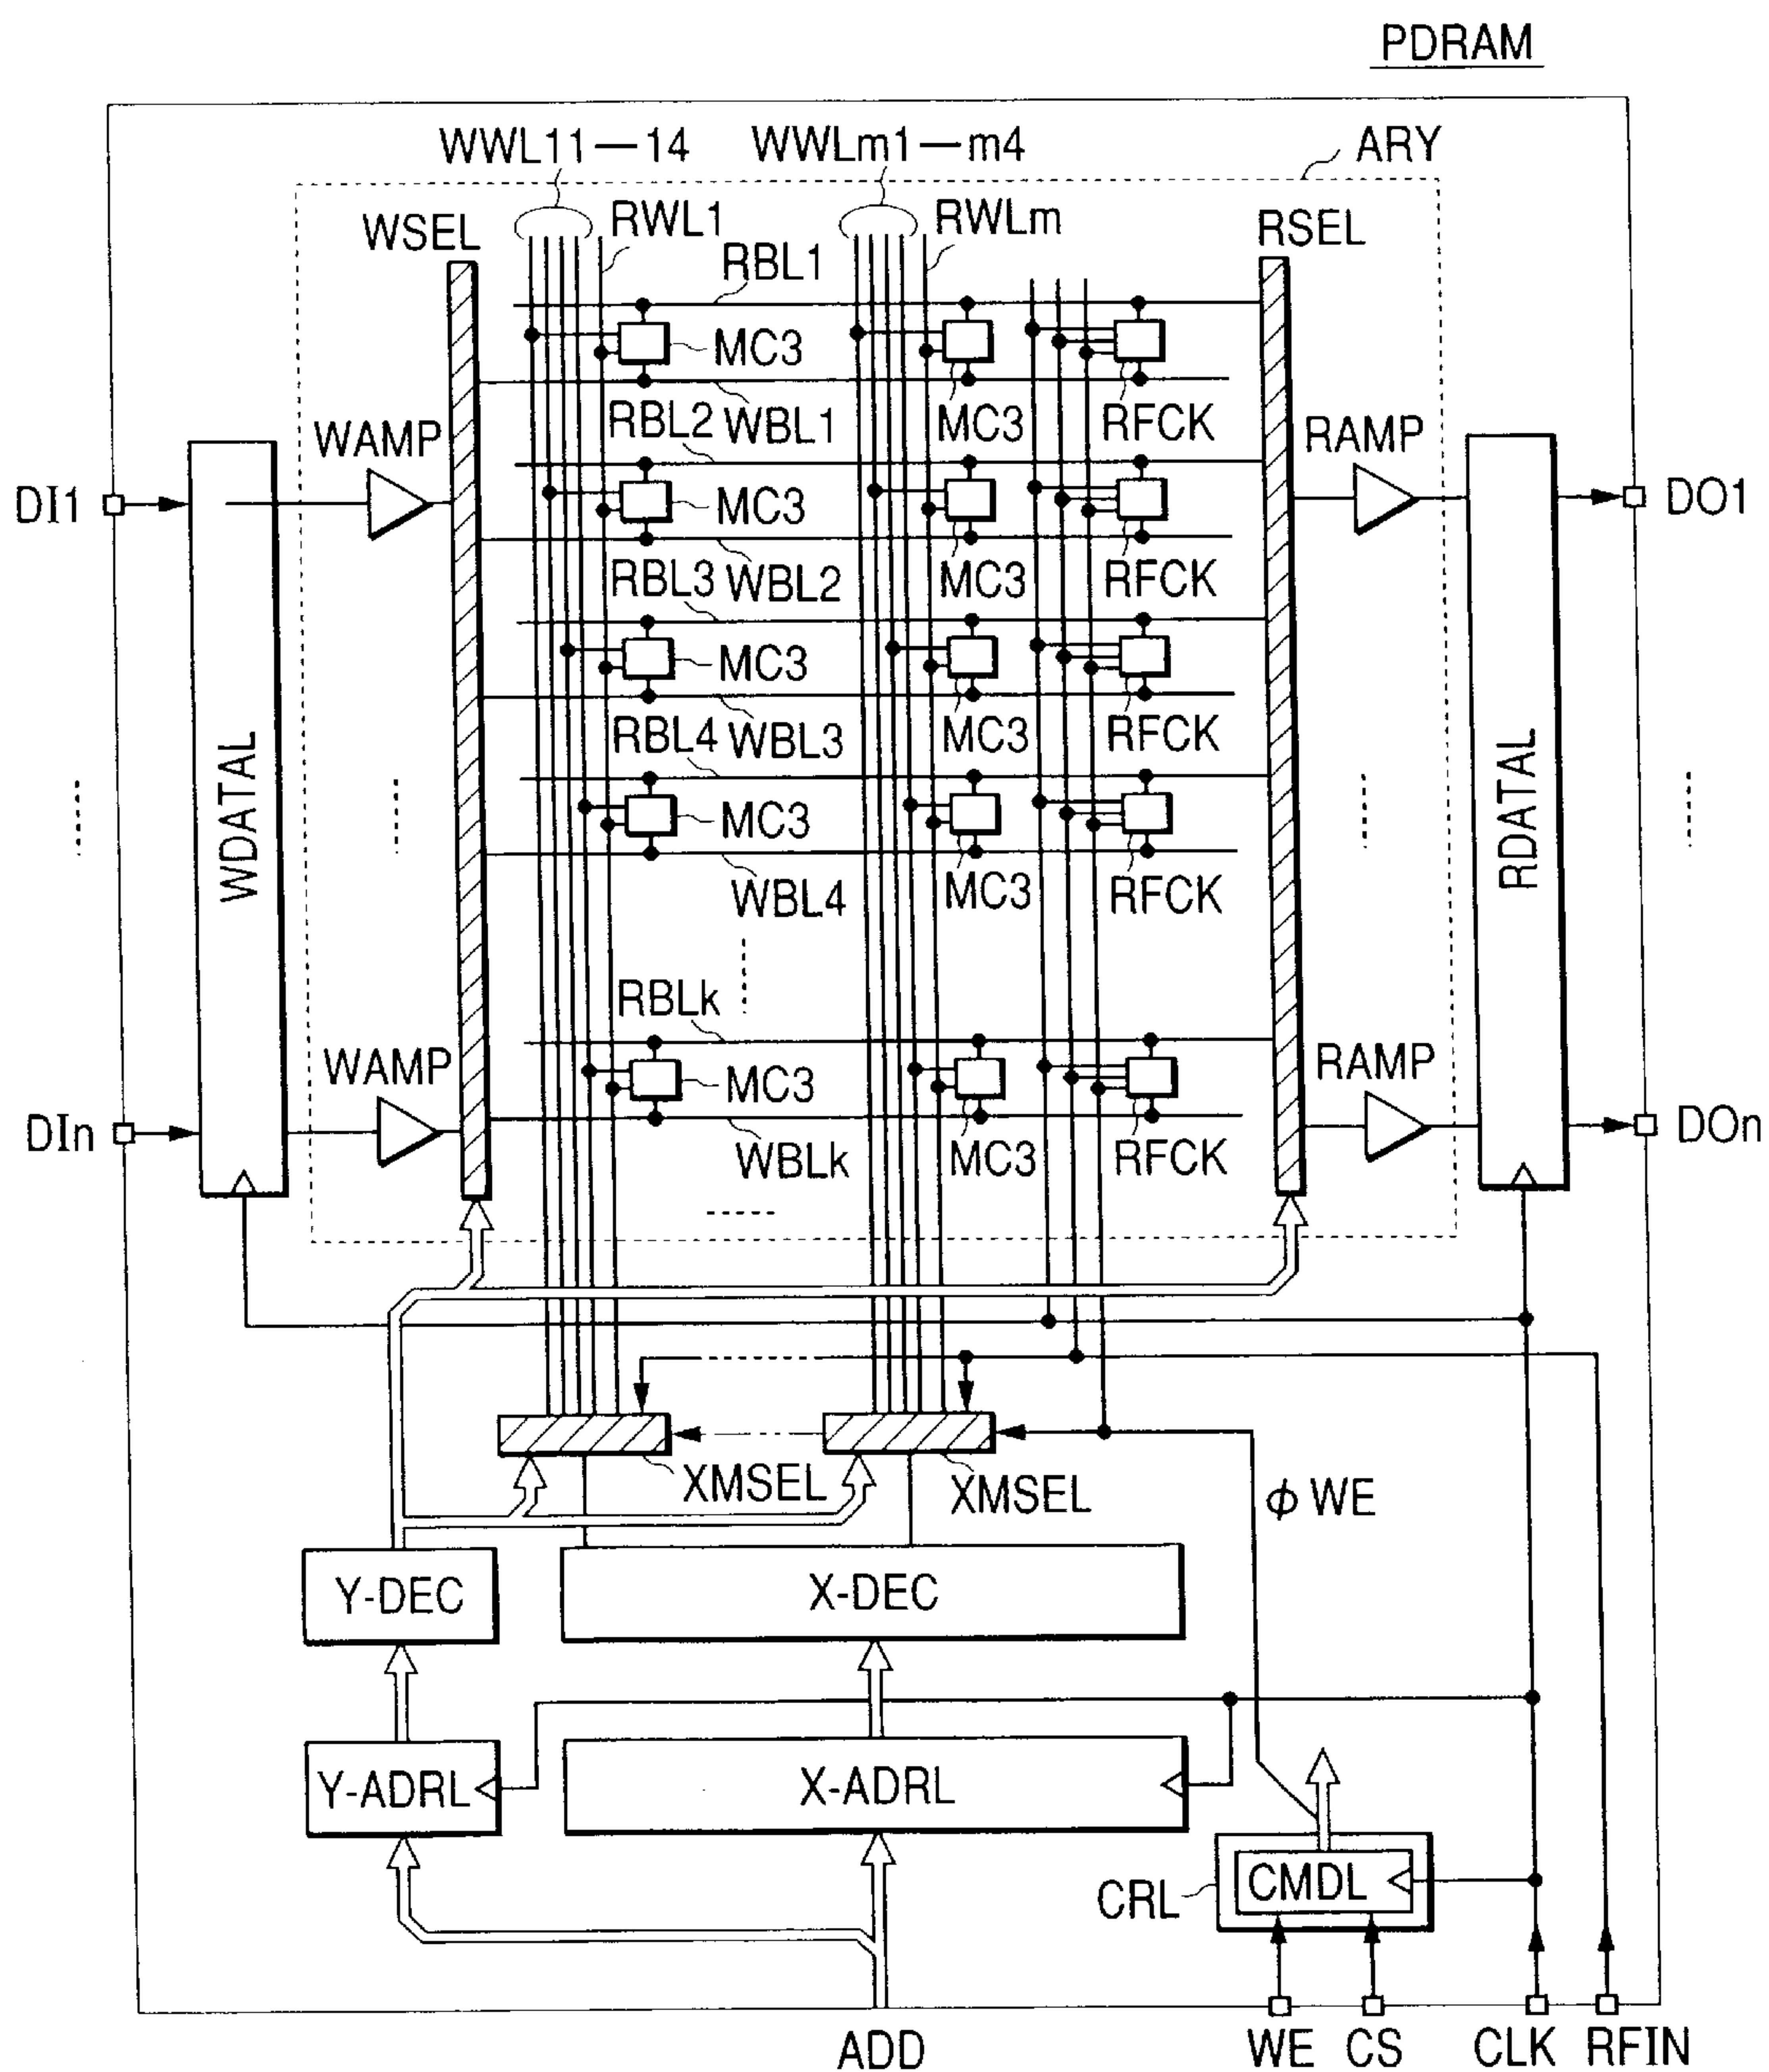 PDRAM
WWL11—14 WWLm1—m4 ARY
WSEL RWL1 RWLm RSEL
RBL1
MC3
RBL2 WBL1 MC3 RFCK
WAMP RAMP
DI1 MC3 DO1
RBL3 WBL2 MC3 RFCK
MC3
RBL4 WBL3 MC3 RFCK
WDATAL MC3 RDATAL
WBL4 MC3 RFCK
RBLk
WAMP MC3 RAMP
DIn DOn
WBLk MC3 RFCK
XMSEL XMSEL φ WE
Y-DEC X-DEC
Y-ADRL X-ADRL
CRL CMDL
ADD WE CS CLK RFIN